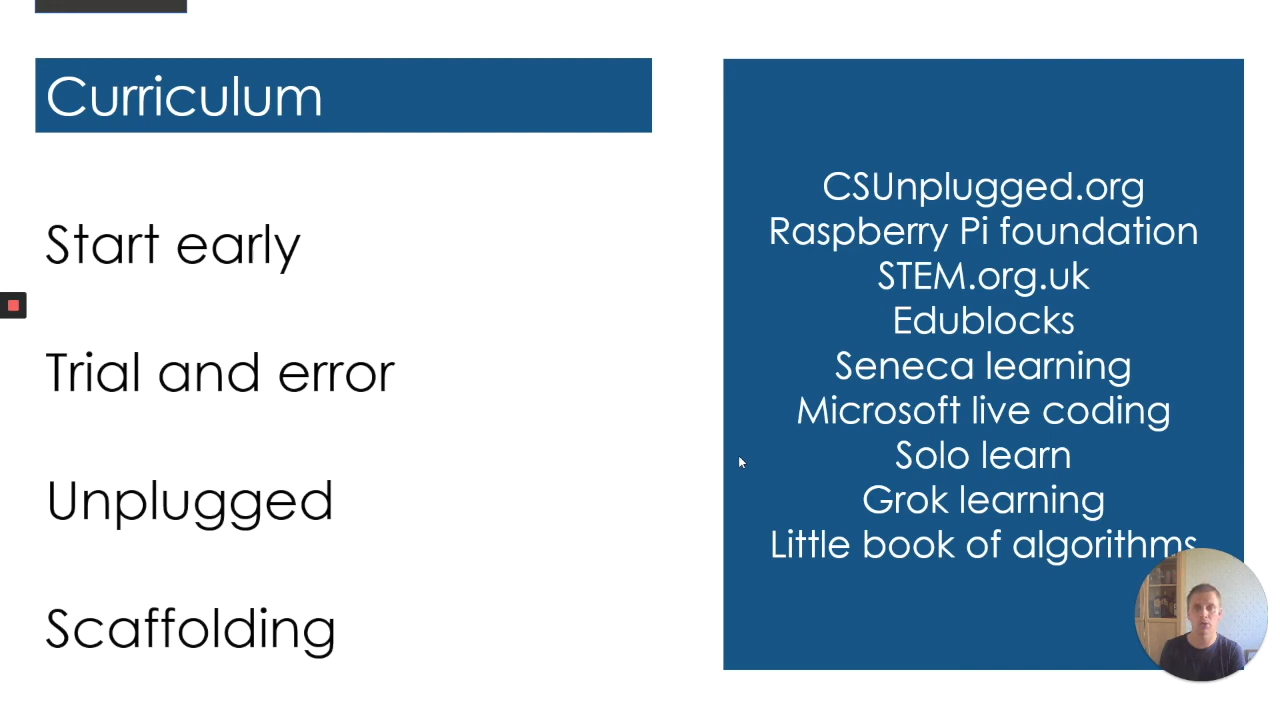 Curriculum
Start early
Trial and error
Unplugged
Scaffolding
CSUnplugged.org
Raspberry Pi foundation
STEM.org.uk
Edublocks
Seneca learning
Microsoft live coding
Solo learn
Grok learning
Little book of algorithms